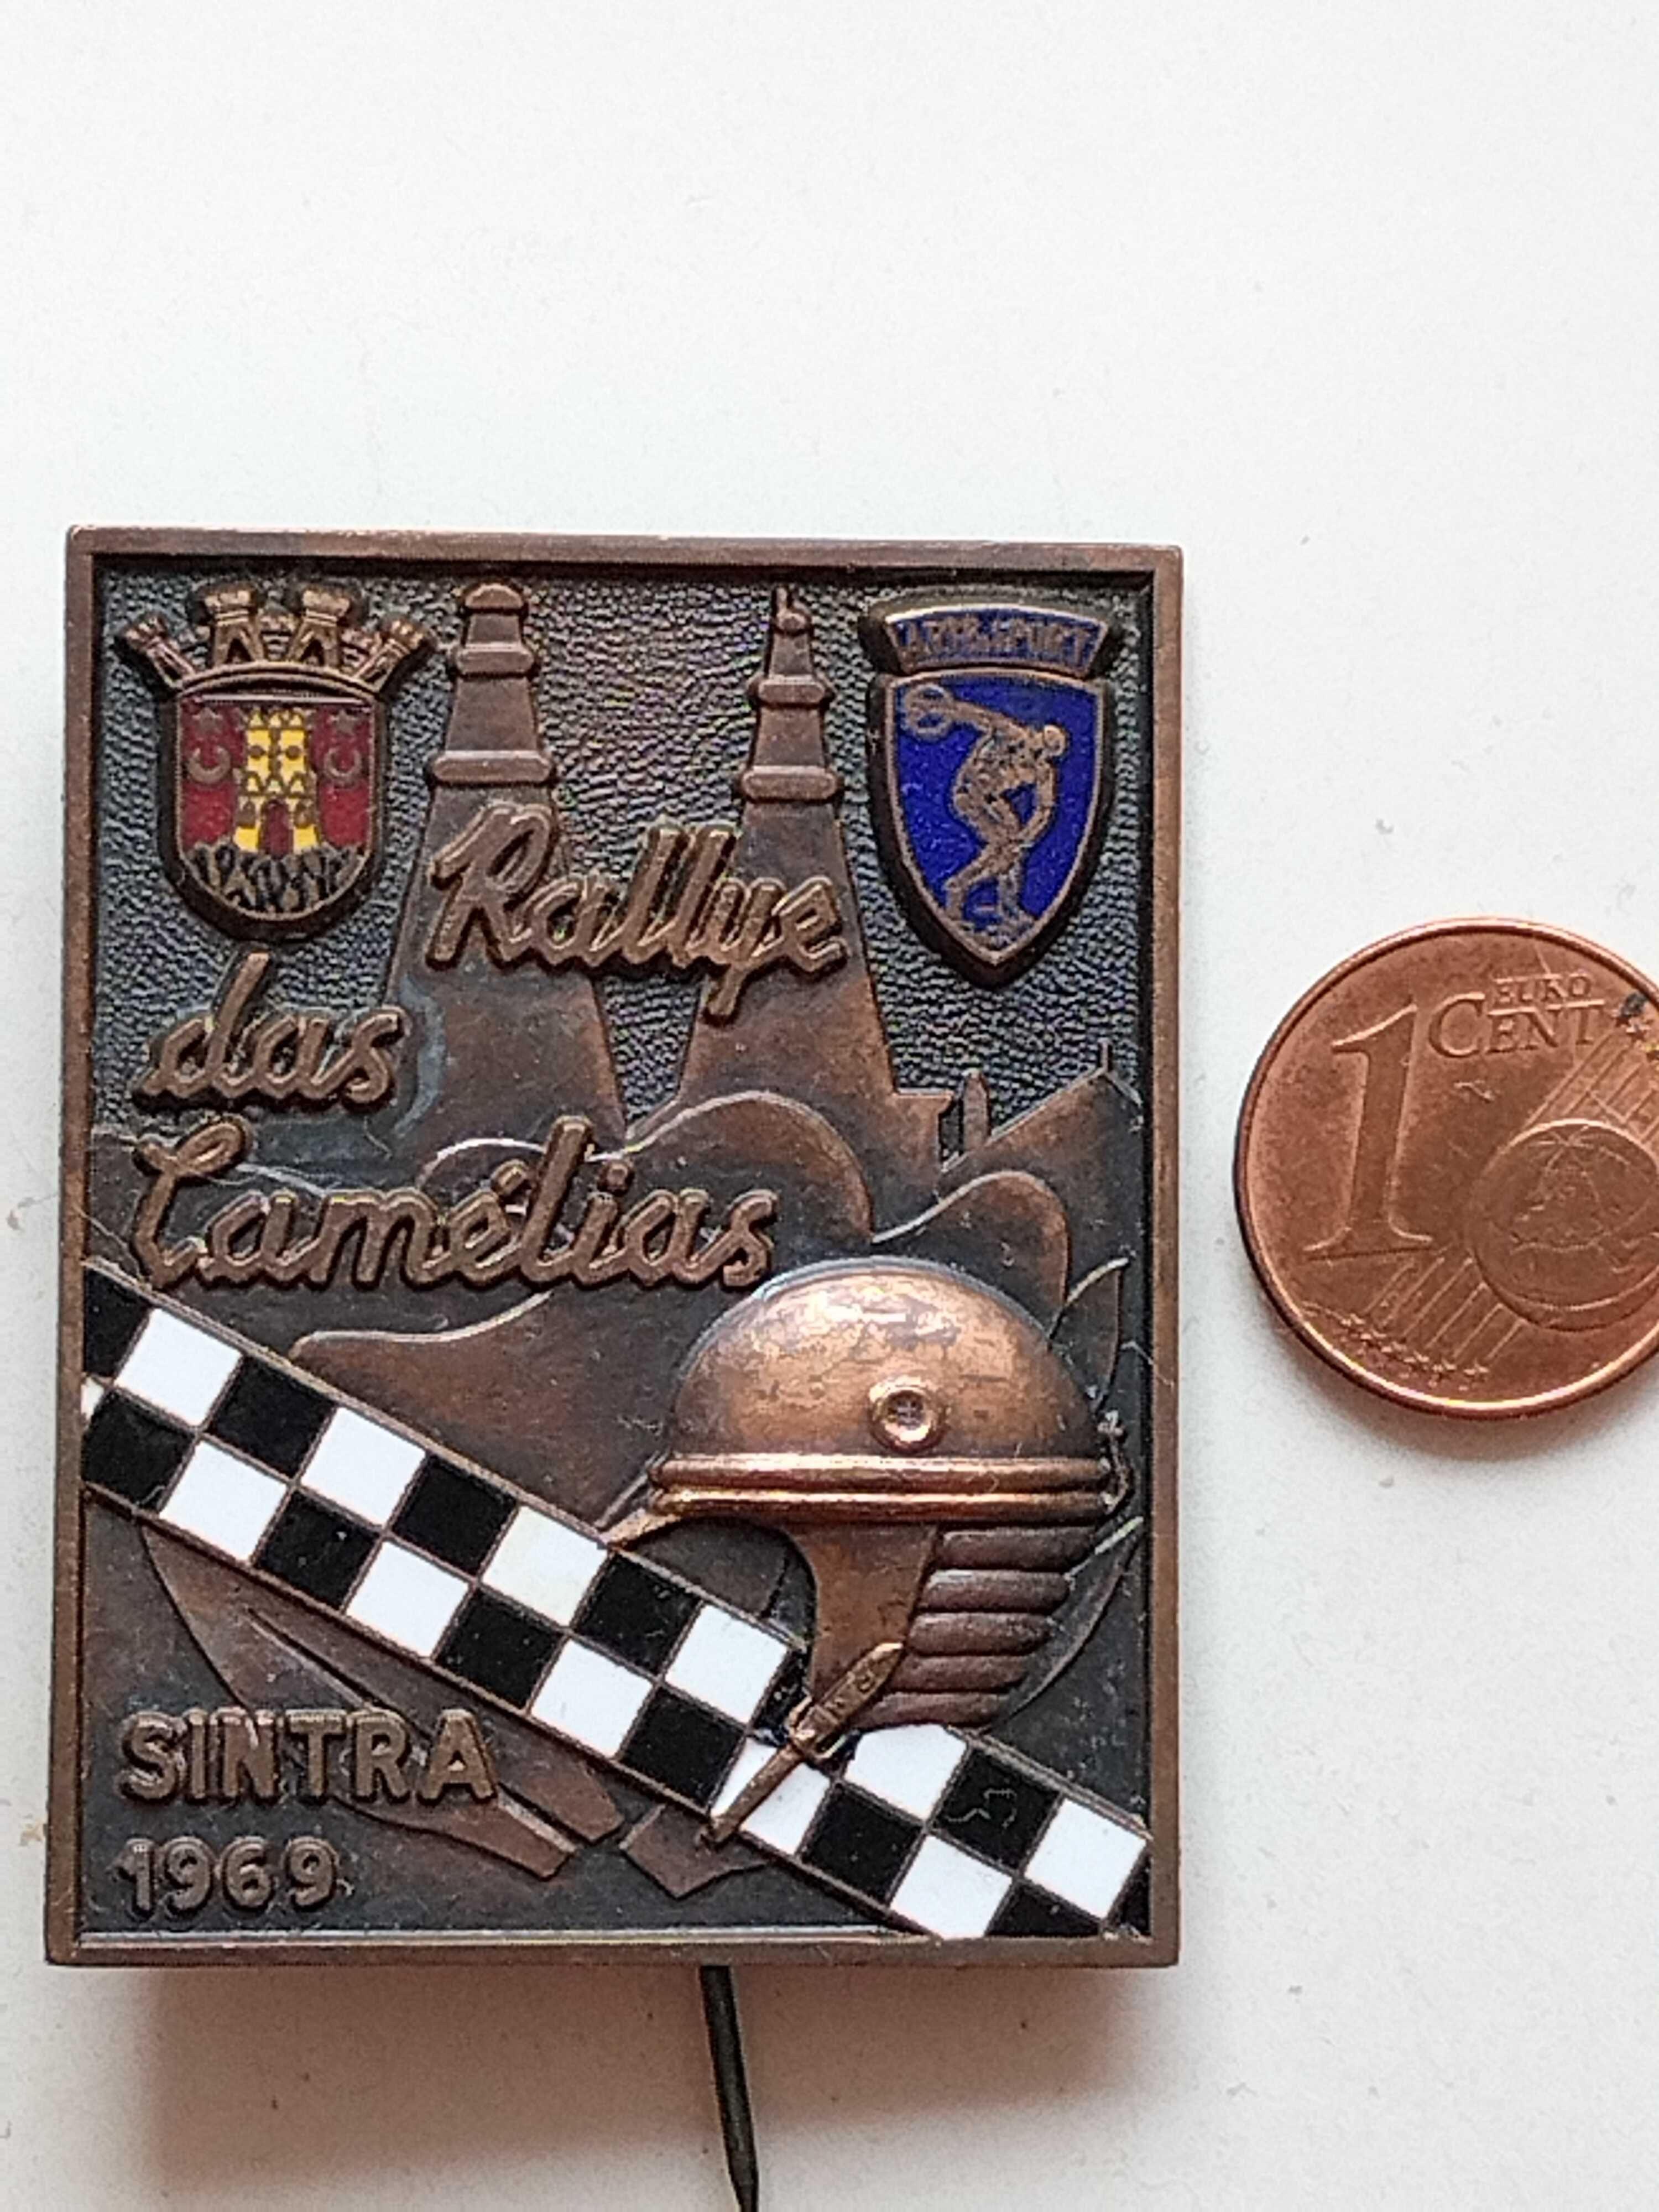 Rallye
das
Camélias
SINTRA
1969
1
EURO
CENT